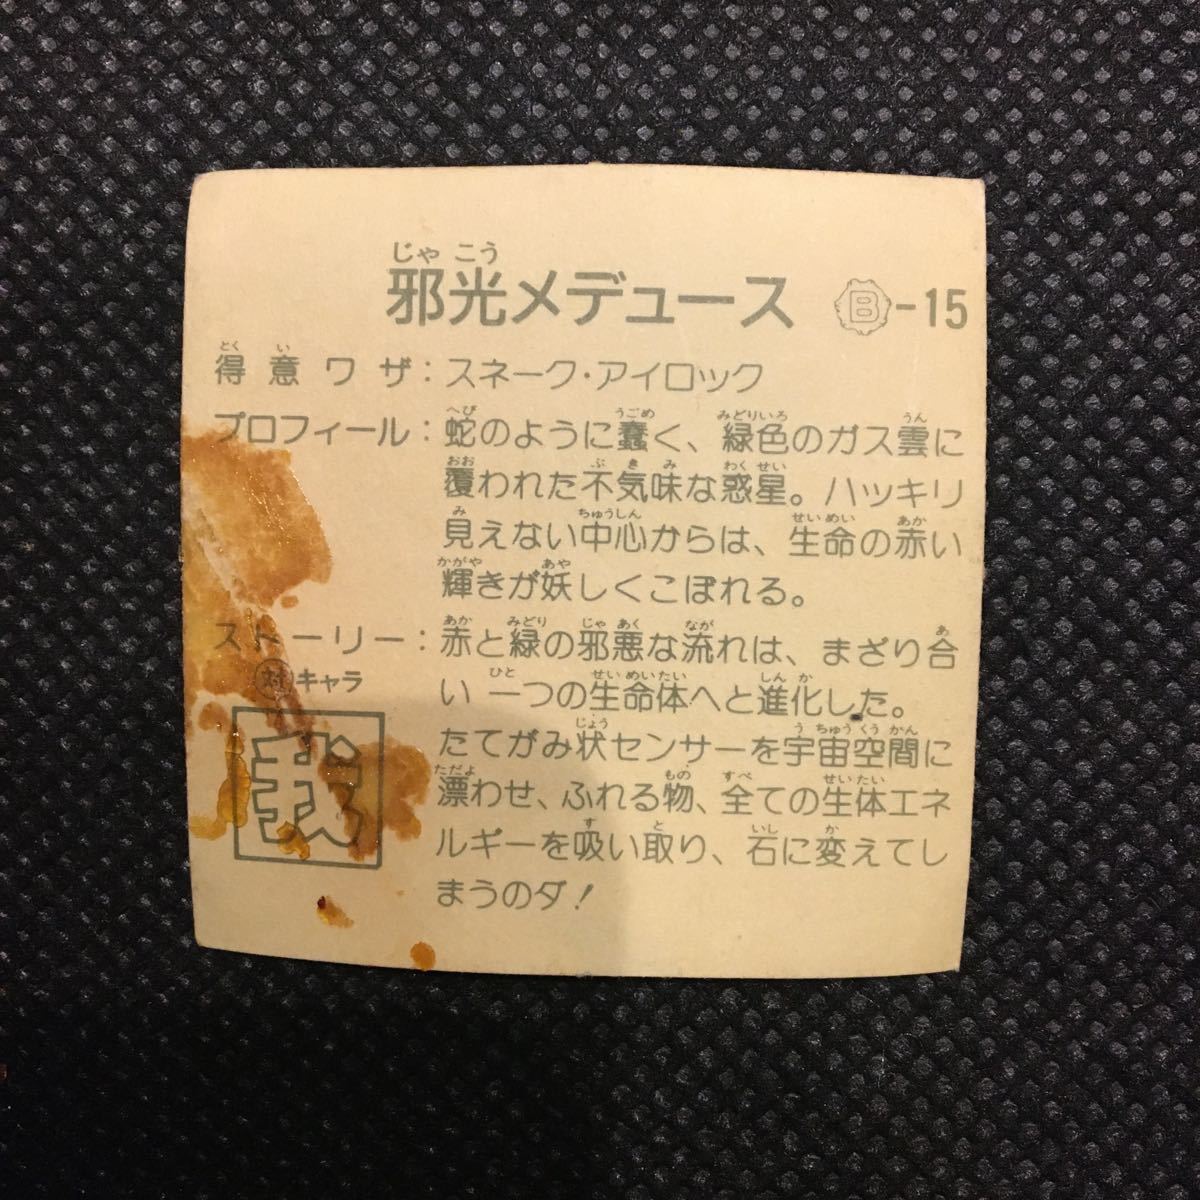 じゃ こう
邪光メデュース B-15
とく い
得意ワザ：スネーク・アイロック
へび うごめ みどりいろ うん
プロフィール：蛇のように蠢く、緑色のガス雲に
おお ぶ き み わく せい
覆われた不気味な惑星。ハッキリ
み ちゅうしん せいめい あか
見えない中心からは、生命の赤い
かがや あや
輝きが妖しくこぼれる。
あか みどり じゃ あく なが あ
ストーリー：赤と緑の邪悪な流れは、まざり合
ひと せいめいたい しん か
い一つの生命体へと進化した。
対キャラ
じょう う ちゅう くう かん
たてがみ状センサーを宇宙空間に
ただよ もの すべ せいたい
漂わせ、ふれる物、全ての生体エネ
す と いし か
ルギーを吸い取り、石に変えてし
まうのダ！